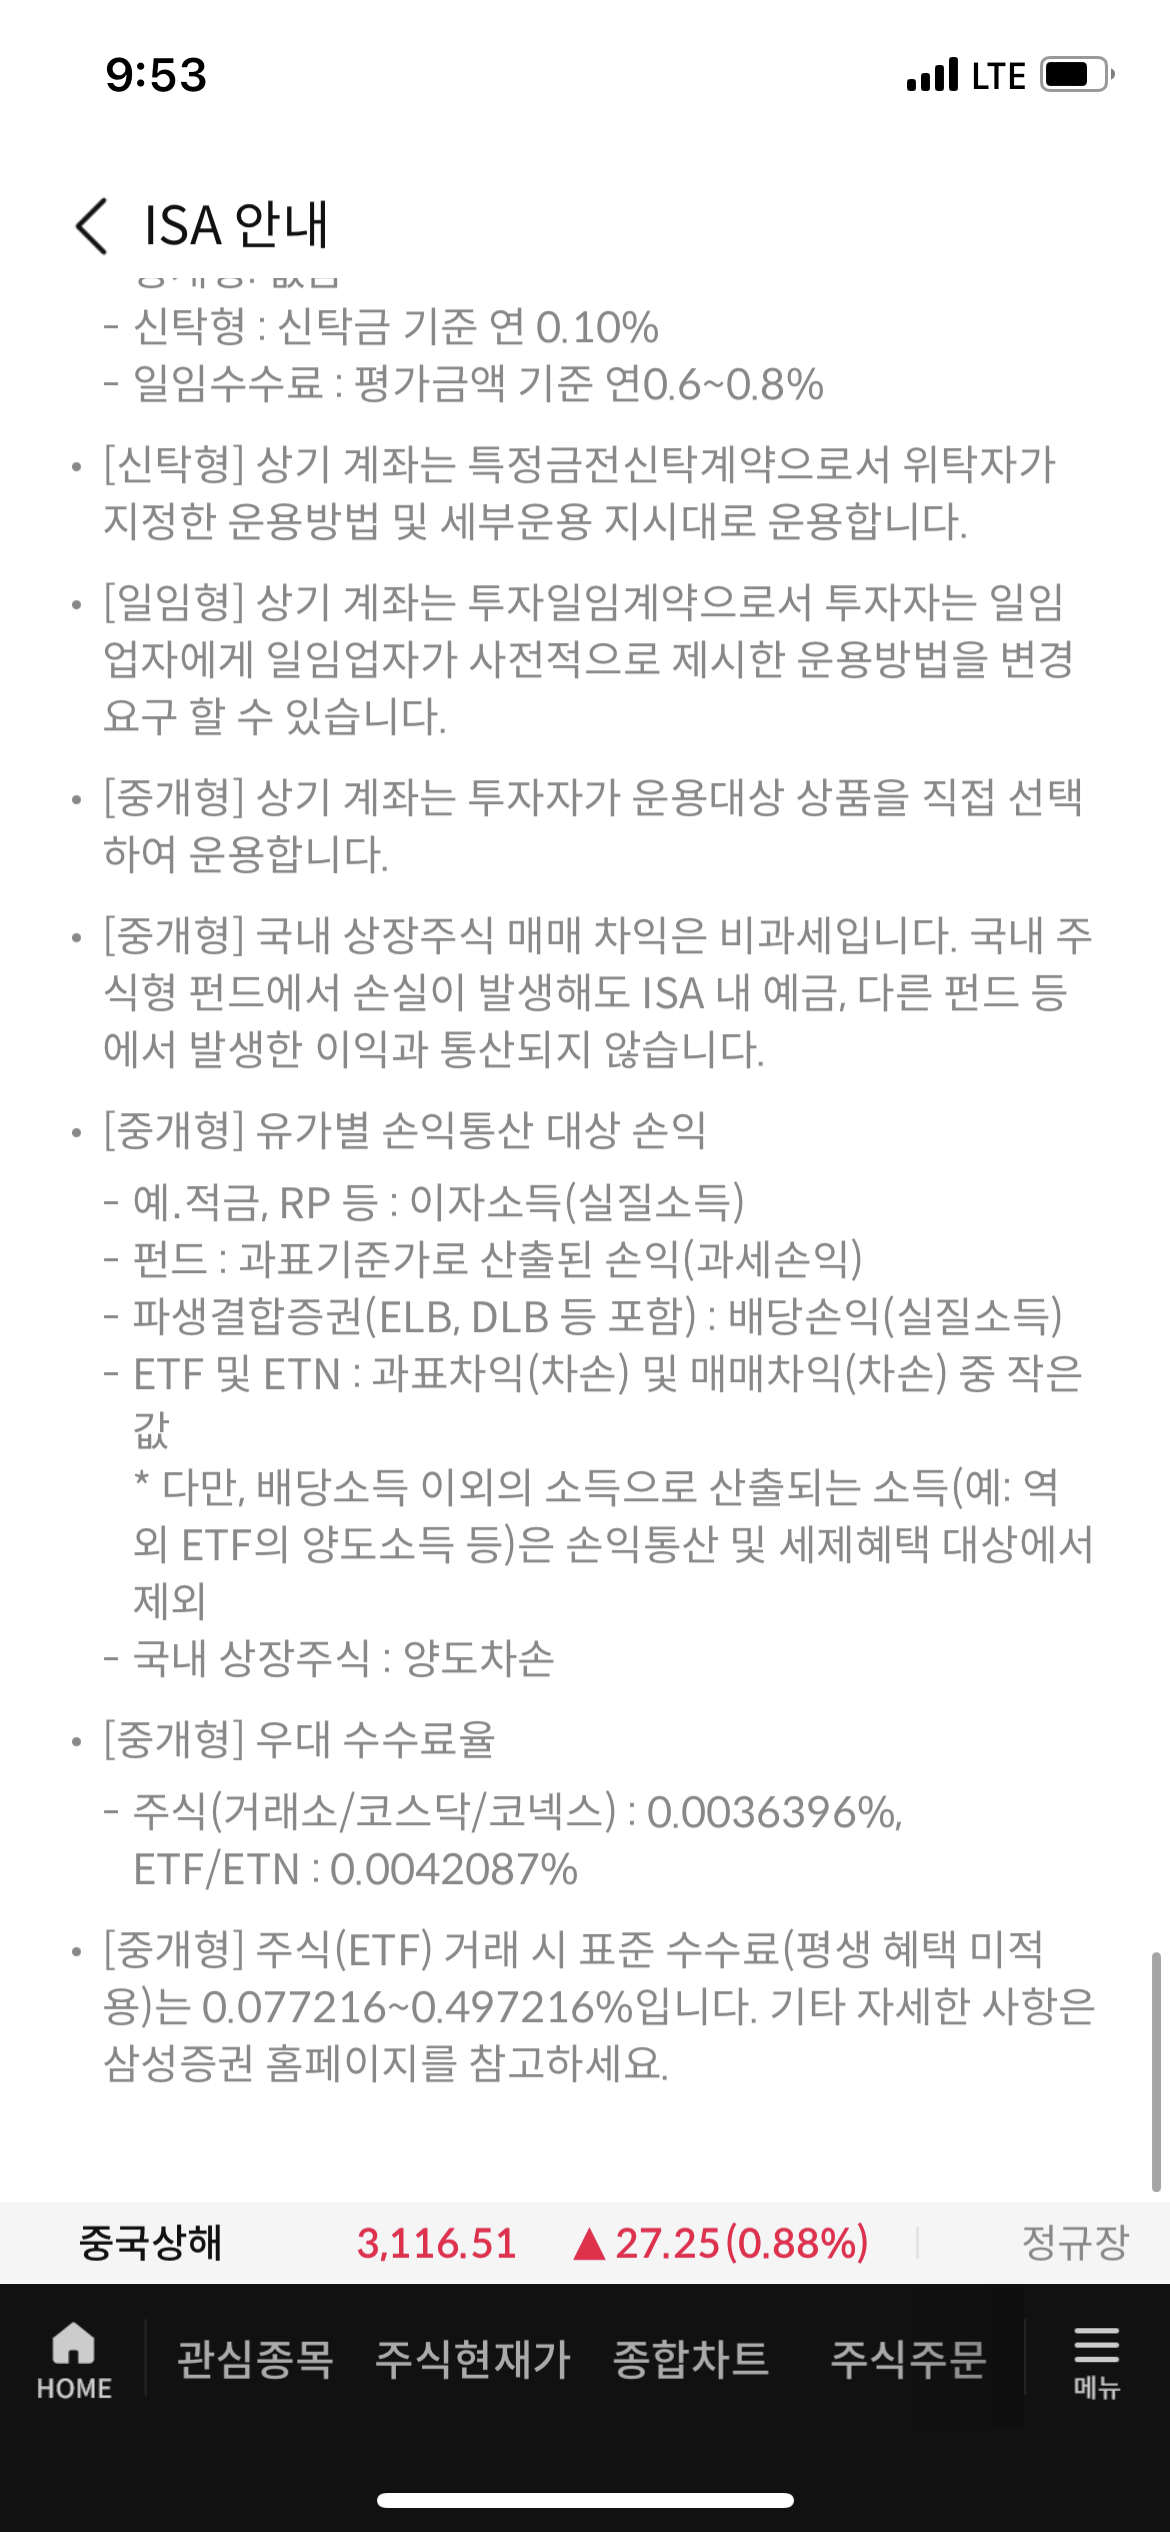 9:53
LTE
ISA 안내
- 신탁형 : 신탁금 기준 연 0.10%
- 일임수수료 : 평가금액 기준 연0.6~0.8%
• [신탁형] 상기 계좌는 특정금전신탁계약으로서 위탁자가
지정한 운용방법 및 세부운용 지시대로 운용합니다.
• [일임형] 상기 계좌는 투자일임계약으로서 투자자는 일임
업자에게 일임업자가 사전적으로 제시한 운용방법을 변경
요구 할 수 있습니다.
• [중개형] 상기 계좌는 투자자가 운용대상 상품을 직접 선택
하여 운용합니다.
• [중개형] 국내 상장주식 매매 차익은 비과세입니다. 국내 주
식형 펀드에서 손실이 발생해도 ISA 내 예금, 다른 펀드 등
에서 발생한 이익과 통산되지 않습니다.
• [중개형] 유가별 손익통산 대상 손익
- 예.적금, RP 등 : 이자소득(실질소득)
- 펀드 : 과표기준가로 산출된 손익(과세손익)
- 파생결합증권(ELB, DLB 등 포함) : 배당손익(실질소득)
- ETF 및 ETN : 과표차익(차손) 및 매매차익(차손) 중 작은
값
* 다만, 배당소득 이외의 소득으로 산출되는 소득(예: 역
외 ETF의 양도소득 등)은 손익통산 및 세제혜택 대상에서
제외
- 국내 상장주식 : 양도차손
• [중개형] 우대 수수료율
- 주식(거래소/코스닥/코넥스) : 0.0036396%,
ETF/ETN : 0.0042087%
• [중개형] 주식(ETF) 거래 시 표준 수수료(평생 혜택 미적
용)는 0.077216~0.497216%입니다. 기타 자세한 사항은
삼성증권 홈페이지를 참고하세요.
중국상해 3,116.51 ▲ 27.25(0.88%) 정규장
HOME 관심종목 주식현재가 종합차트 주식주문 메뉴